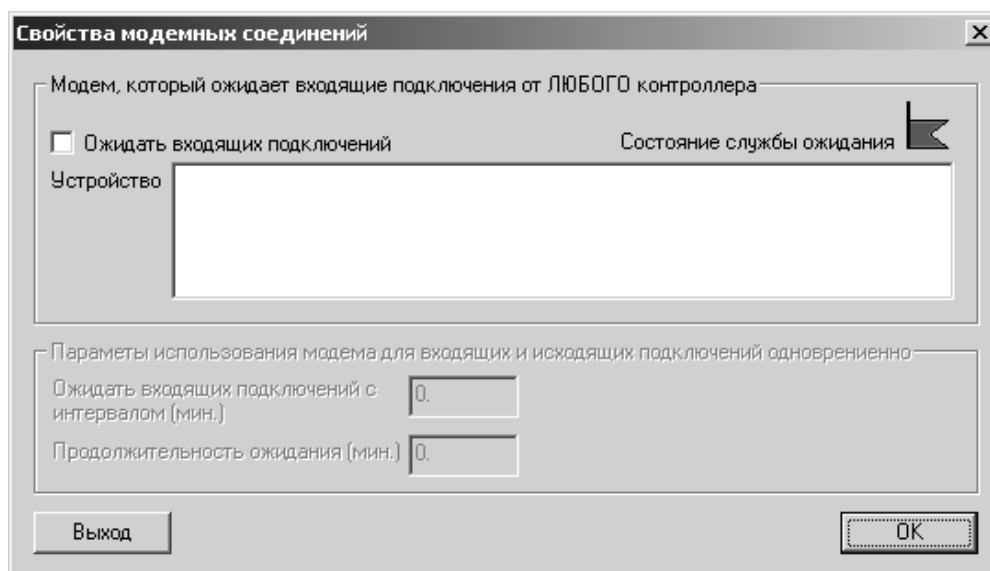 Свойства модемных соединений
Модем, который ожидает входящие подключения от ЛЮБОГО контроллера
Ожидать входящих подключений
Состояние службы ожидания
Устройство
Параметы использования модема для входящих и исходящих подключений одноврениенно
Ожидать входящих подключений с
интервалом (мин.)
0.
Продолжительность ожидания (мин.)
0.
Выход
OK